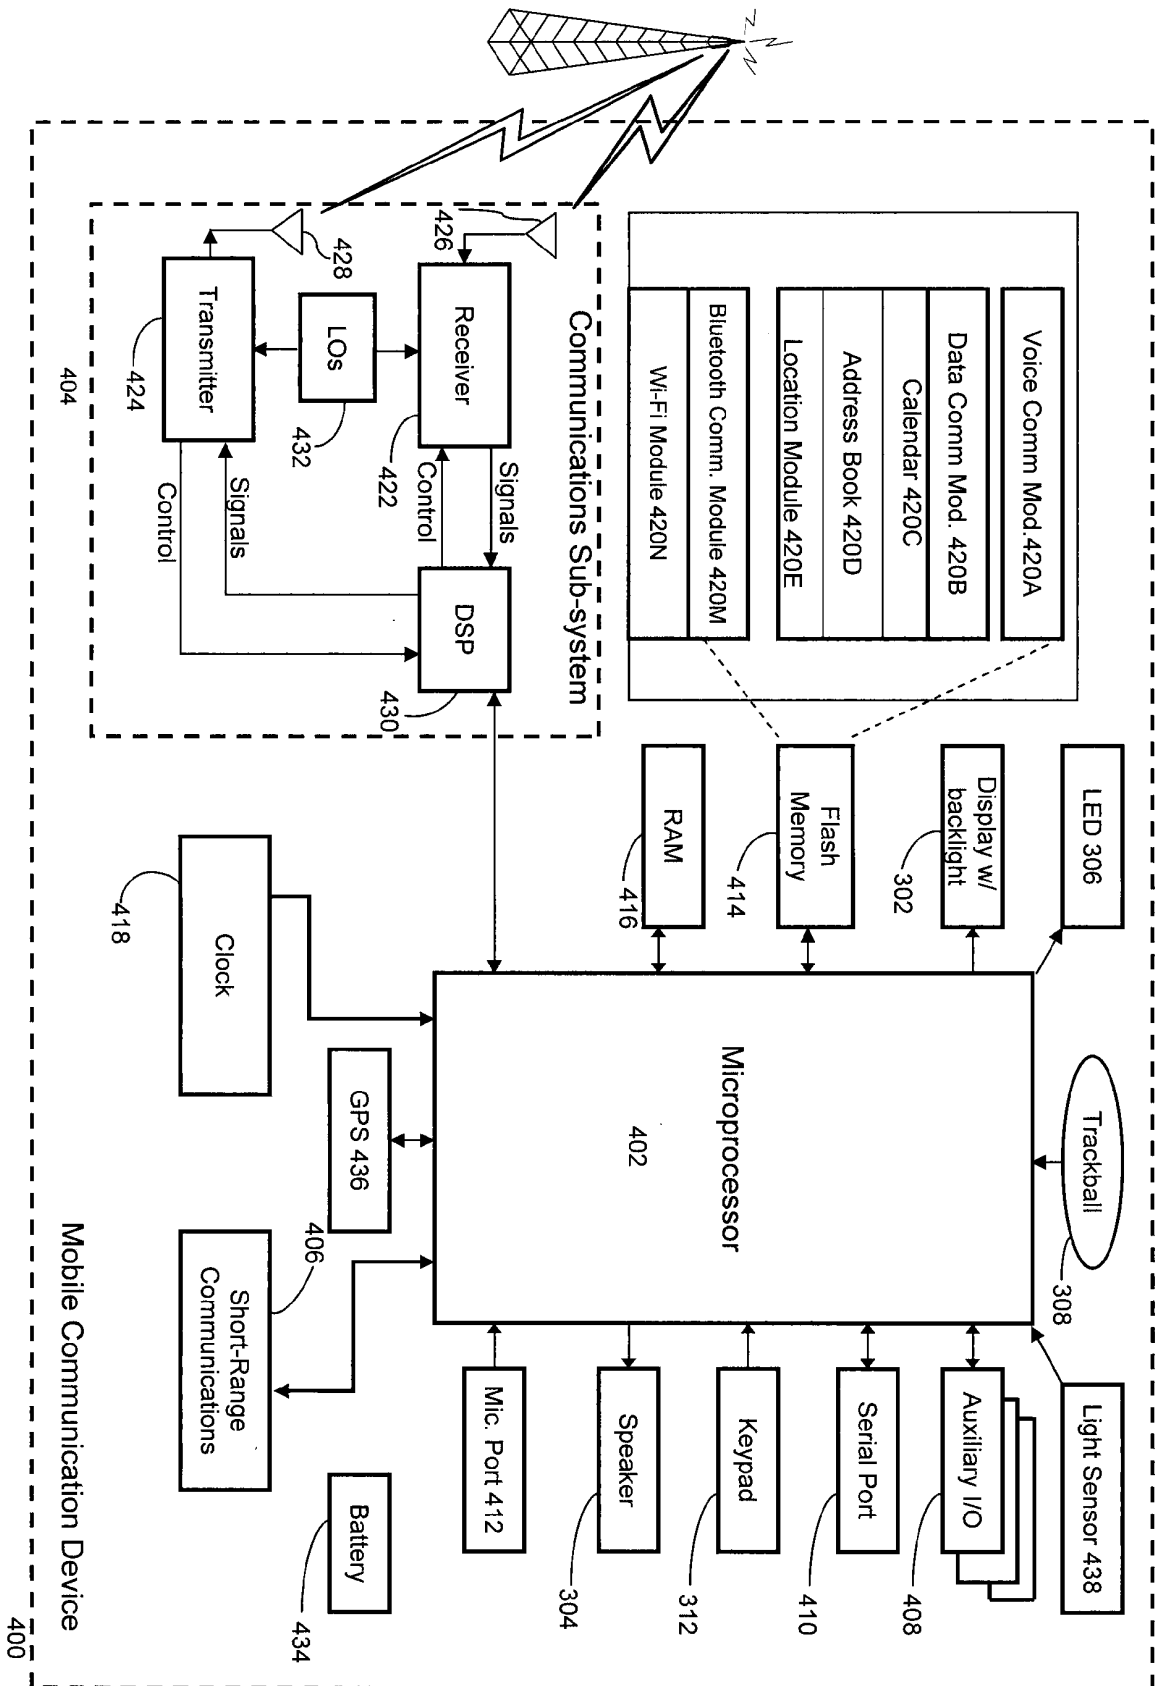 Voice Comm Mod.420A
Data Comm Mod. 420B
Calendar 420C
Address Book 420D
Location Module 420E
Bluetooth Comm. Module 420M
Wi-Fi Module 420N
LED 306
Display w/
backlight
302
Flash
Memory
414
RAM
416
Trackball
308
Light Sensor 438
Auxiliary I/O
408
Serial Port
410
Keypad
312
Speaker
304
Mic. Port 412
Microprocessor
402
Communications Sub-system
426
Receiver
422
Signals
Control
DSP
430
428
LOs
432
Transmitter
424
Signals
Control
404
Clock
418
GPS 436
406
Short-Range
Communications
Battery
434
Mobile Communication Device
400